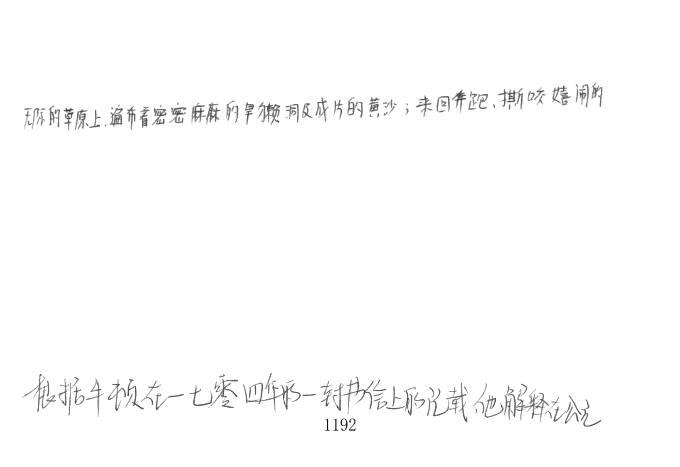 无际的草原上,遍布着密密麻麻的旱獭洞及成片的黄沙；来回奔跑、撕咬嬉闹的
根据牛顿在一七零四年的一封书信上的记载,他解释在公元
1192